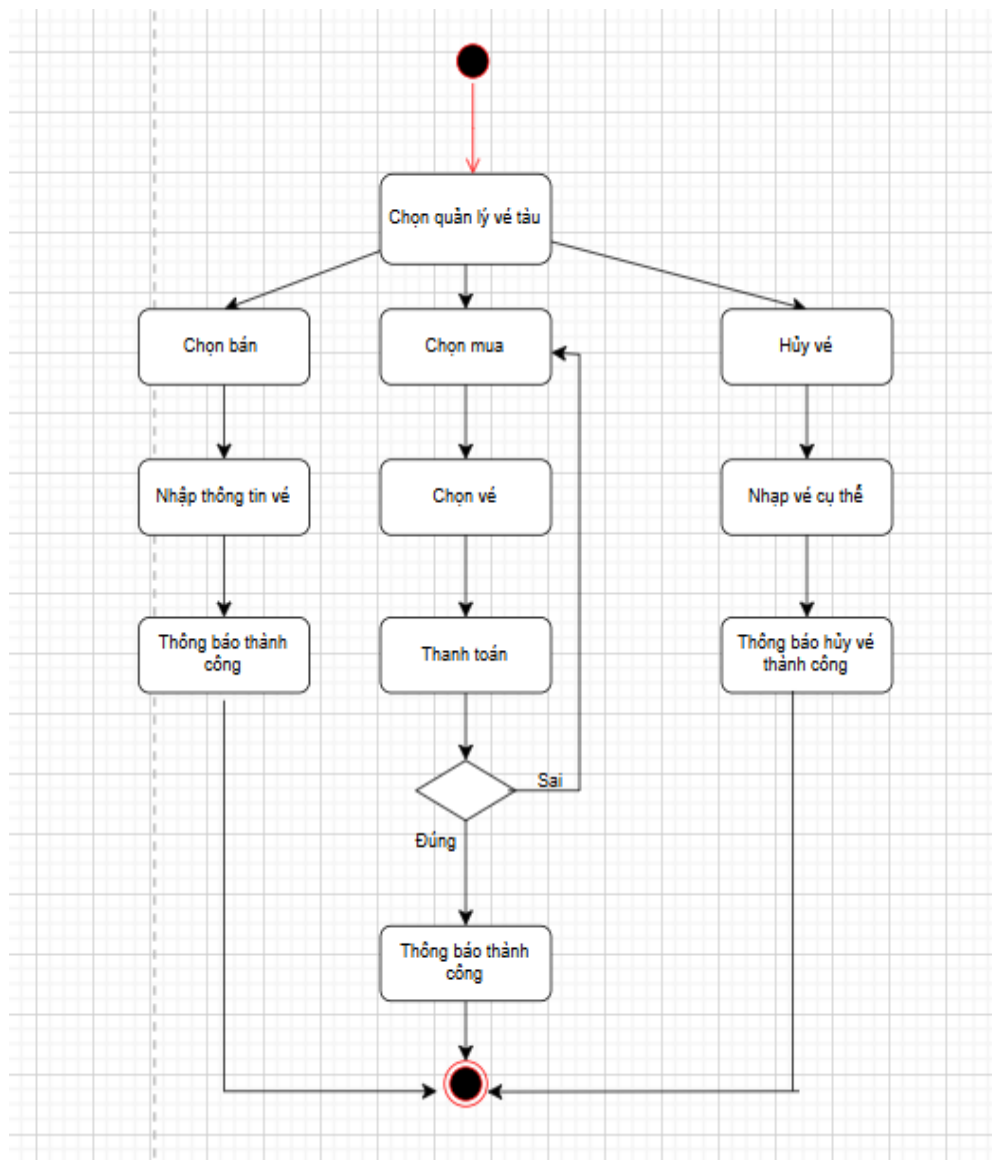 Chọn quản lý vé tàu
Chọn bán
Chọn mua
Hủy vé
Nhập thông tin vé
Chọn vé
Nhạp vé cụ thể
Thông báo thành
công
Thanh toán
Thông báo hủy vé
thành công
Sai
Đúng
Thông báo thành
công